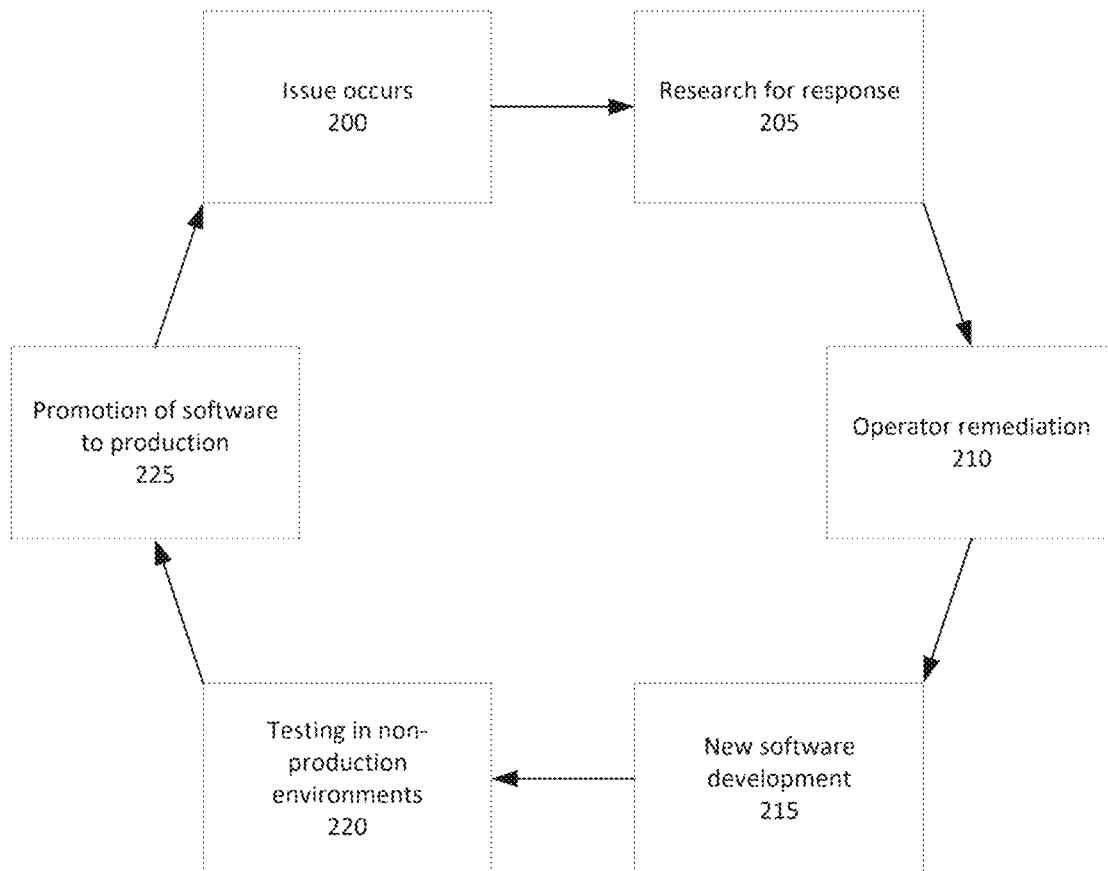 Issue occurs
200
Research for response
205
Operator remediation
210
New software
development
215
Testing in non-
production
environments
220
Promotion of software
to production
225